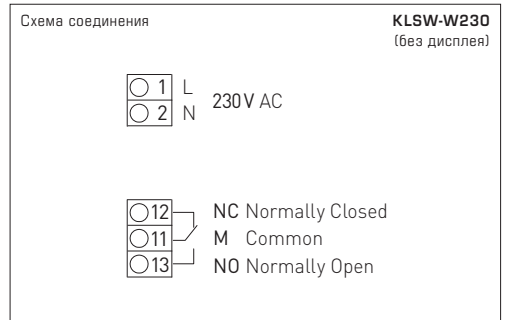 Схема соединения KLSW-W230
(без дисплея)
1 L
230 V AC
2 N
12 NC Normally Closed
11 M Common
13 NO Normally Open